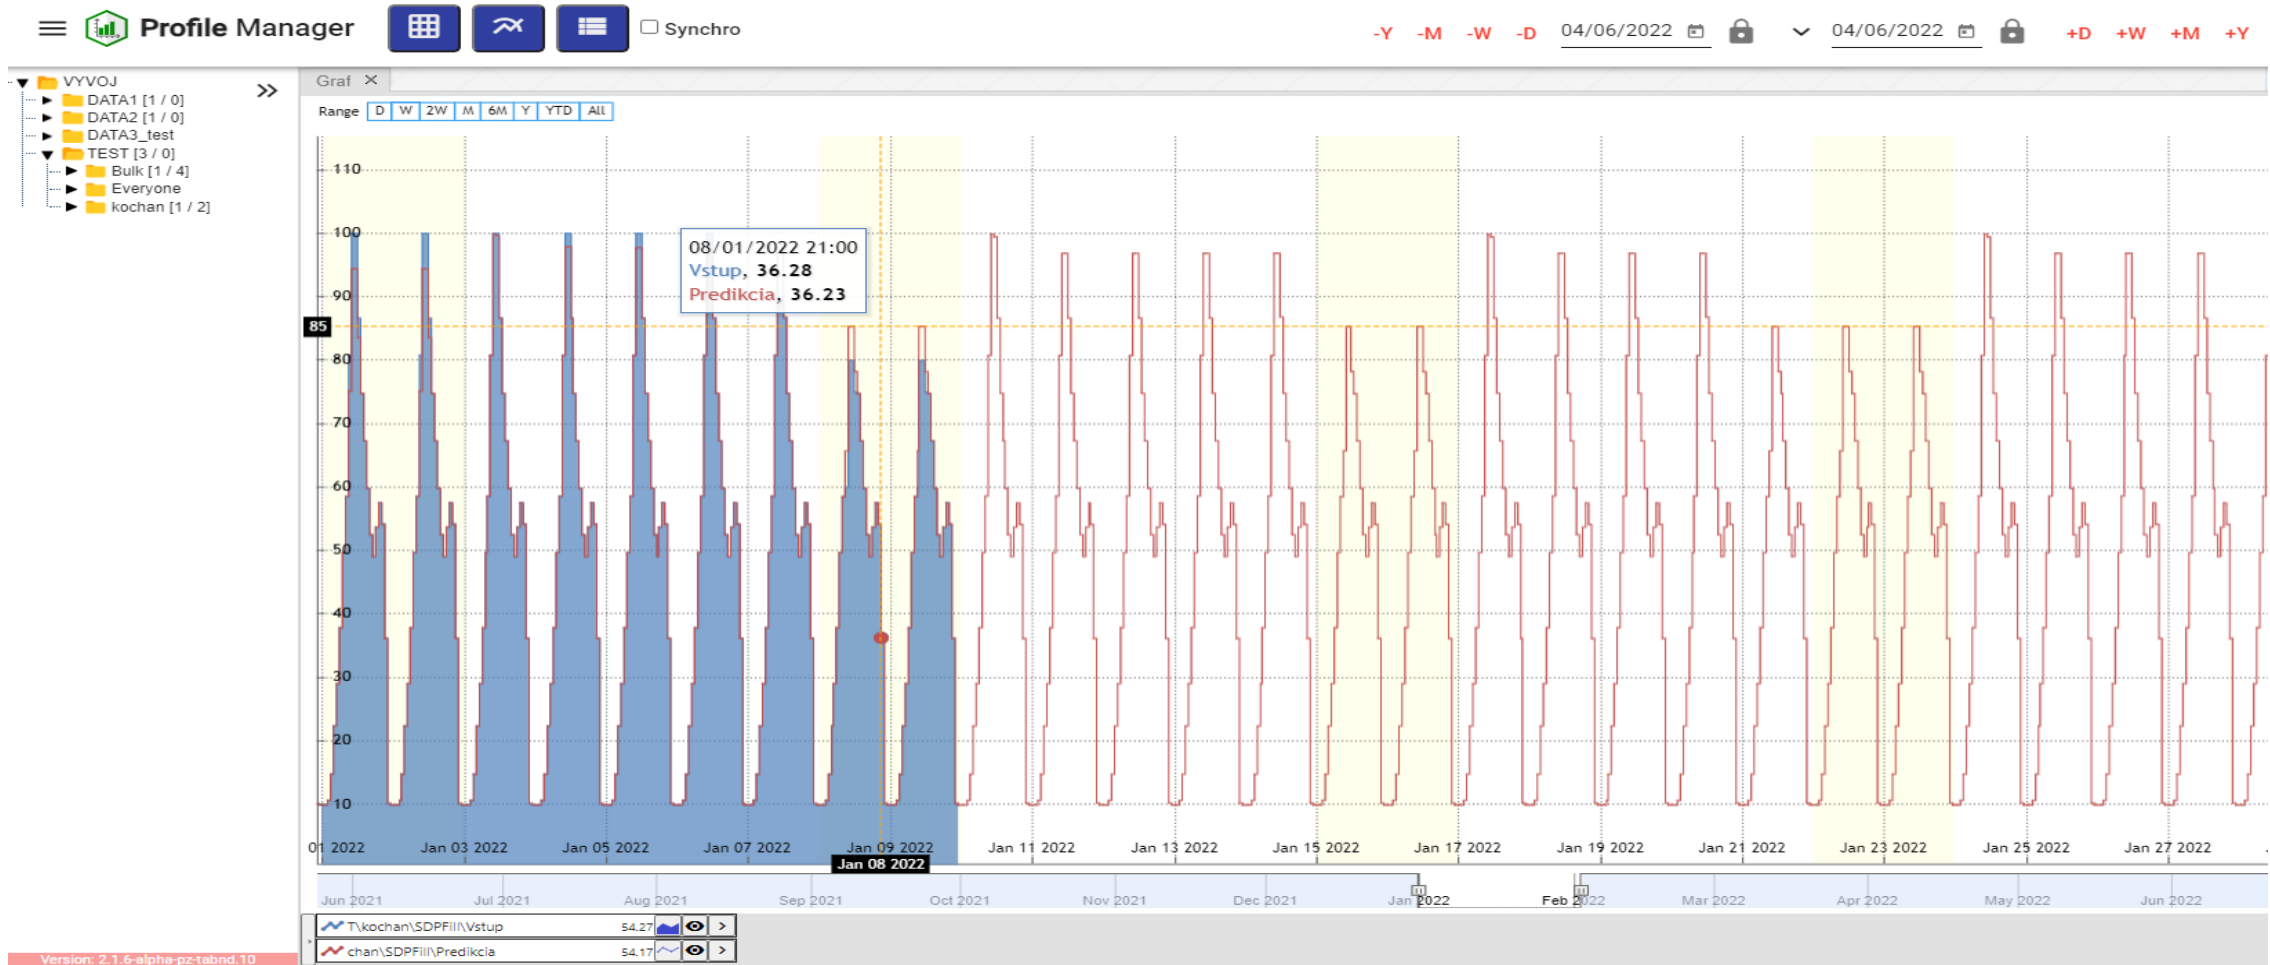 Profile Manager
Synchro
-Y -M -W -D 04/06/2022 04/06/2022 +D +W +M +Y
VYVOJ
DATA1 [1 / 0]
DATA2 [1 / 0]
DATA3_test
TEST [3 / 0]
Bulk [1 / 4]
Everyone
kochan [1 / 2]
Graf
Range D W 2W M 6M Y YTD All
110
100
90
85
80
70
60
50
40
30
20
10
08/01/2022 21:00
Vstup, 36.28
Predikcia, 36.23
01 2022 Jan 03 2022 Jan 05 2022 Jan 07 2022 Jan 09 2022 Jan 11 2022 Jan 13 2022 Jan 15 2022 Jan 17 2022 Jan 19 2022 Jan 21 2022 Jan 23 2022 Jan 25 2022 Jan 27 2022
Jan 08 2022
Jun 2021 Jul 2021 Aug 2021 Sep 2021 Oct 2021 Nov 2021 Dec 2021 Jan 2022 Feb 2022 Mar 2022 Apr 2022 May 2022 Jun 2022
T\kochan\SDPFill\Vstup 54.27
chan\SDPFill\Predikcia 54.17
Version: 2.1.6-alpha-pz-tabnd.10